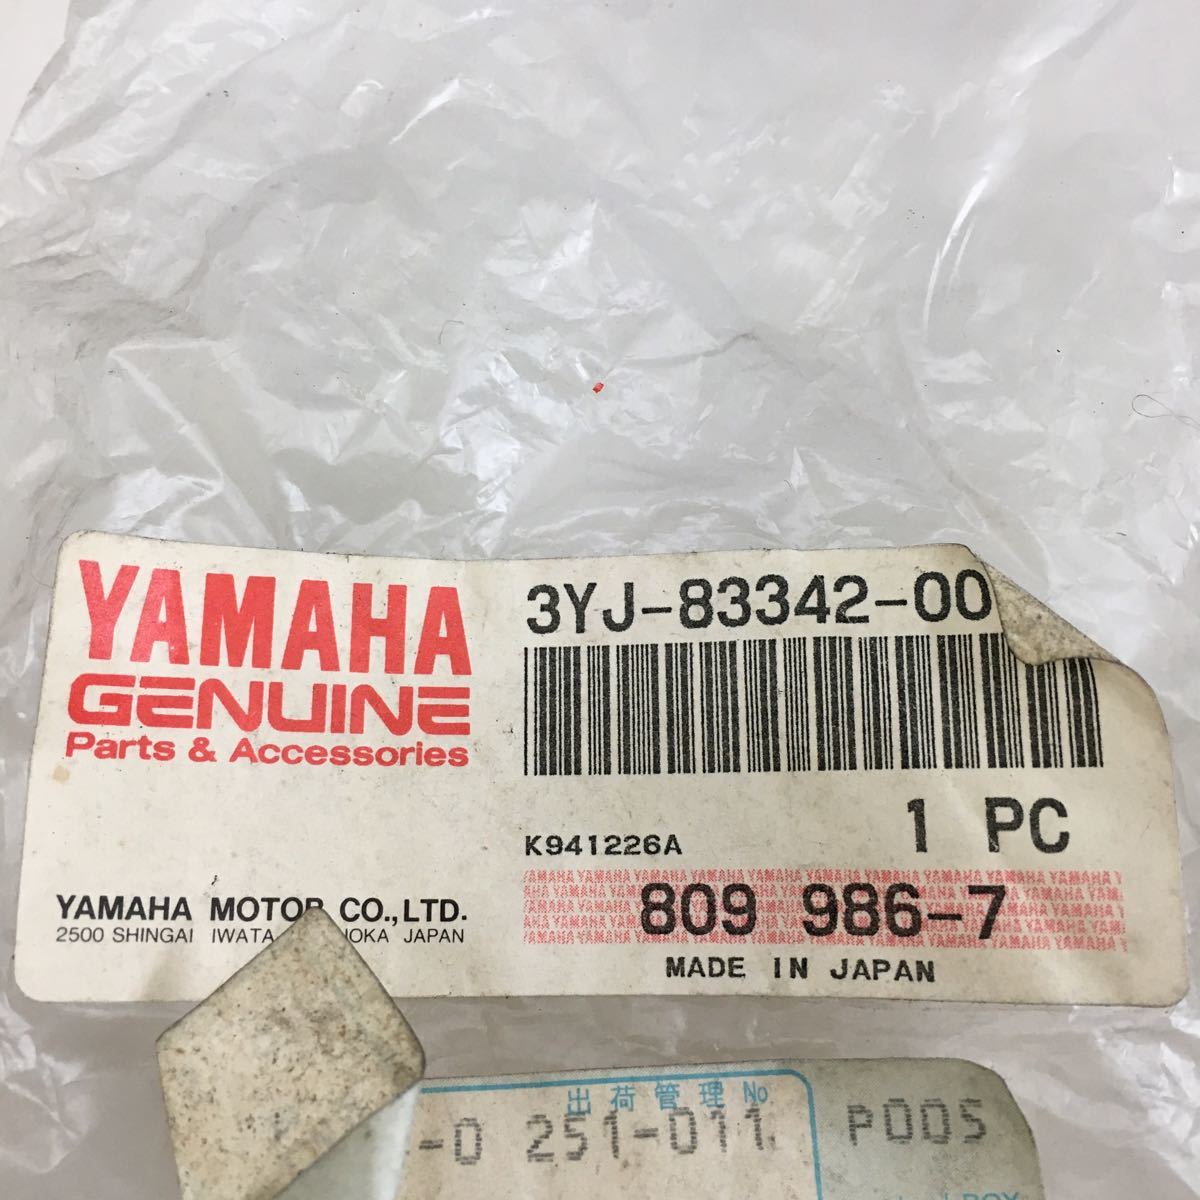 YAMAHA
GENUINE
Parts & Accessories
3YJ-83342-00
1 PC
K941226A
809 986-7
MADE IN JAPAN
YAMAHA MOTOR CO.,LTD.
2500 SHINGAI IWATA JAPAN
出荷管理No.
-0 251-011 P005
BOX